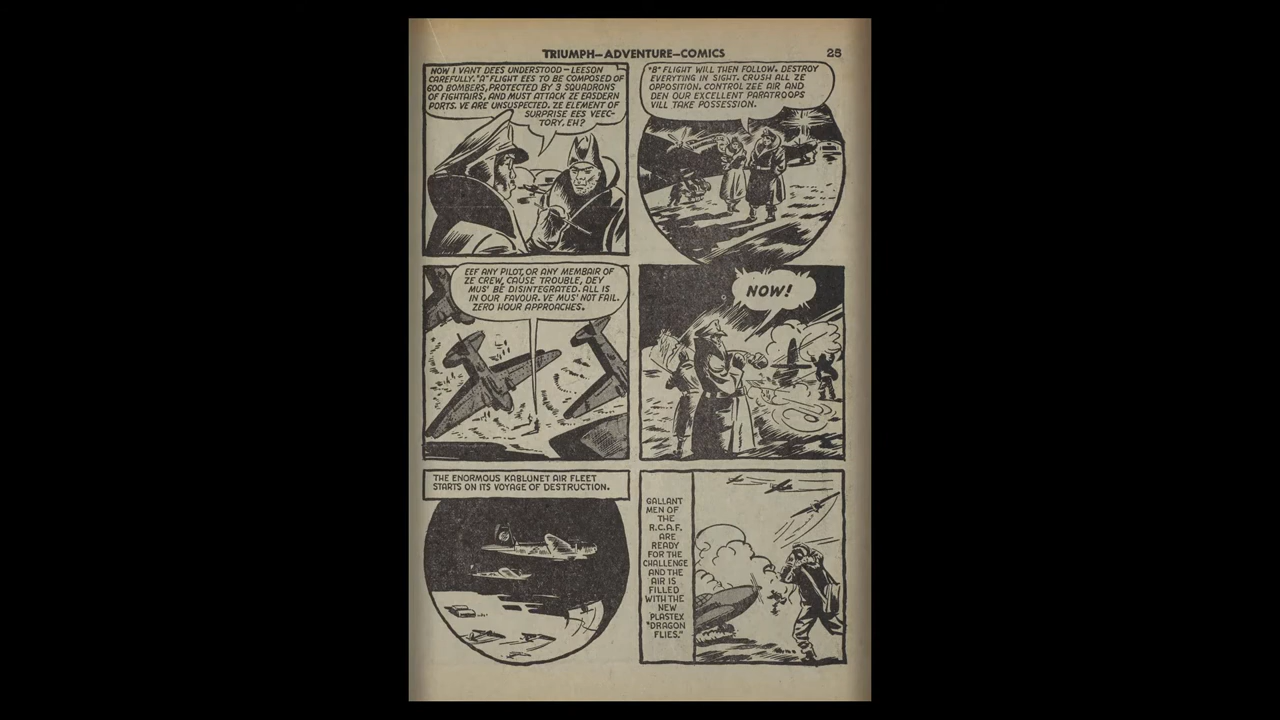 TRIUMPH—ADVENTURE—COMICS
25
NOW I VANT DEES UNDERSTOOD – LEESON
CAREFULLY. "A" FLIGHT EES TO BE COMPOSED OF
600 BOMBERS, PROTECTED BY 3 SQUADRONS
OF FIGHTAIRS, AND MUST ATTACK ZE EASDERN
PORTS. VE ARE UNSUSPECTED. ZE ELEMENT OF
SURPRISE EES VEEC-
TORY, EH?
"B" FLIGHT WILL THEN FOLLOW. DESTROY
EVERYTING IN SIGHT. CRUSH ALL ZE
OPPOSITION. CONTROL ZEE AIR AND
DEN OUR EXCELLENT PARATROOPS
VILL TAKE POSSESSION.
EEF ANY PILOT, OR ANY MEMBAIR OF
ZE CREW, CAUSE TROUBLE, DEY
MUS' BE DISINTEGRATED. ALL IS
IN OUR FAVOUR. VE MUS' NOT FAIL.
ZERO HOUR APPROACHES.
NOW!
THE ENORMOUS KABLUNET AIR FLEET
STARTS ON ITS VOYAGE OF DESTRUCTION.
GALLANT
MEN OF
THE
R.C.A.F.
ARE
READY
FOR THE
CHALLENGE
AND THE
AIR IS
FILLED
WITH THE
NEW
PLASTEX
"DRAGON
FLIES."